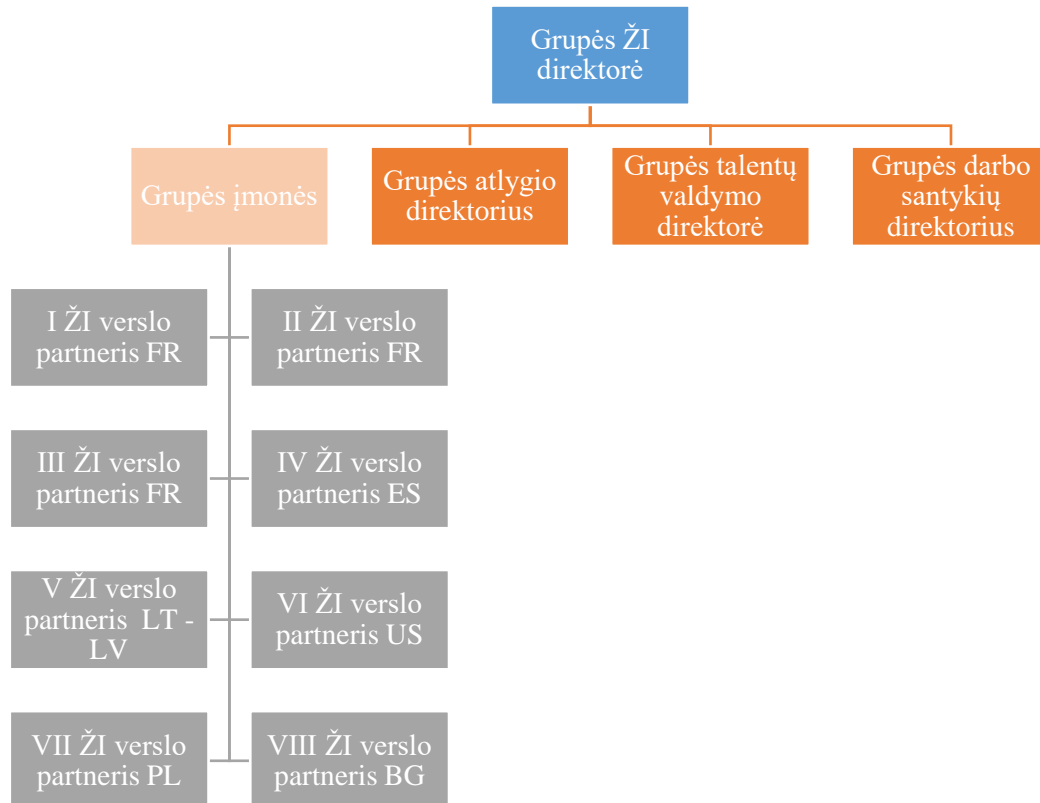 Grupės ŽI
direktorė
Grupės įmonės
Grupės atlygio
direktorius
Grupės talentų
valdymo
direktorė
Grupės darbo
santykių
direktorius
I ŽI verslo
partneris FR
II ŽI verslo
partneris FR
III ŽI verslo
partneris FR
IV ŽI verslo
partneris ES
V ŽI verslo
partneris LT -
LV
VI ŽI verslo
partneris US
VII ŽI verslo
partneris PL
VIII ŽI verslo
partneris BG